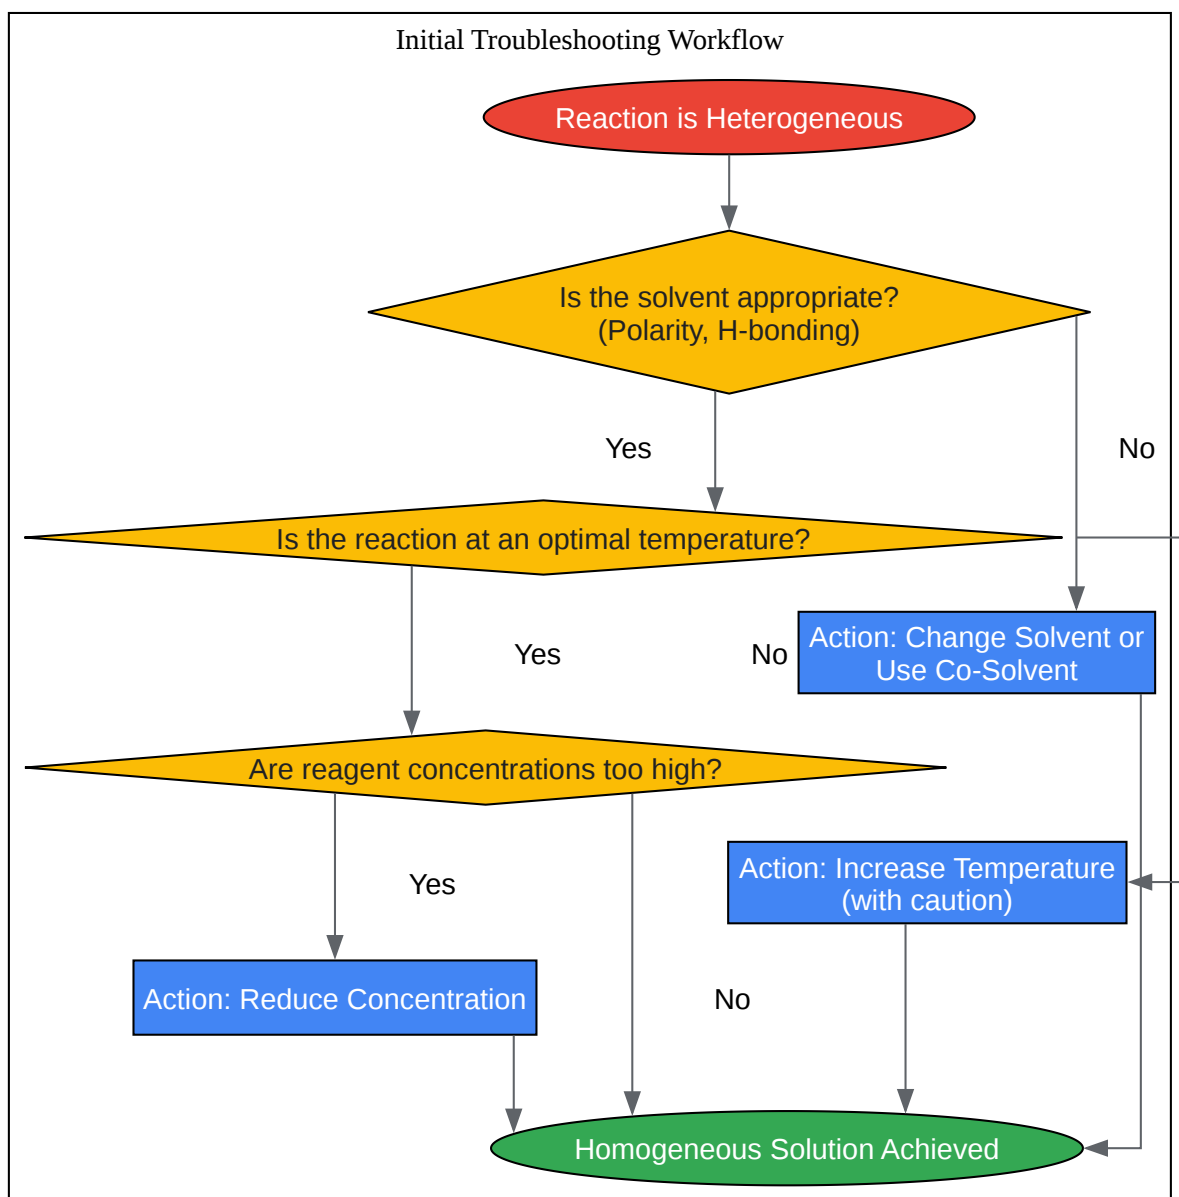 Initial Troubleshooting Workflow
Reaction is Heterogeneous
Is the solvent appropriate?
(Polarity, H-bonding)
Yes
No
Is the reaction at an optimal temperature?
Yes
No
Action: Change Solvent or
Use Co-Solvent
Are reagent concentrations too high?
Yes
Action: Increase Temperature
(with caution)
Action: Reduce Concentration
No
Homogeneous Solution Achieved